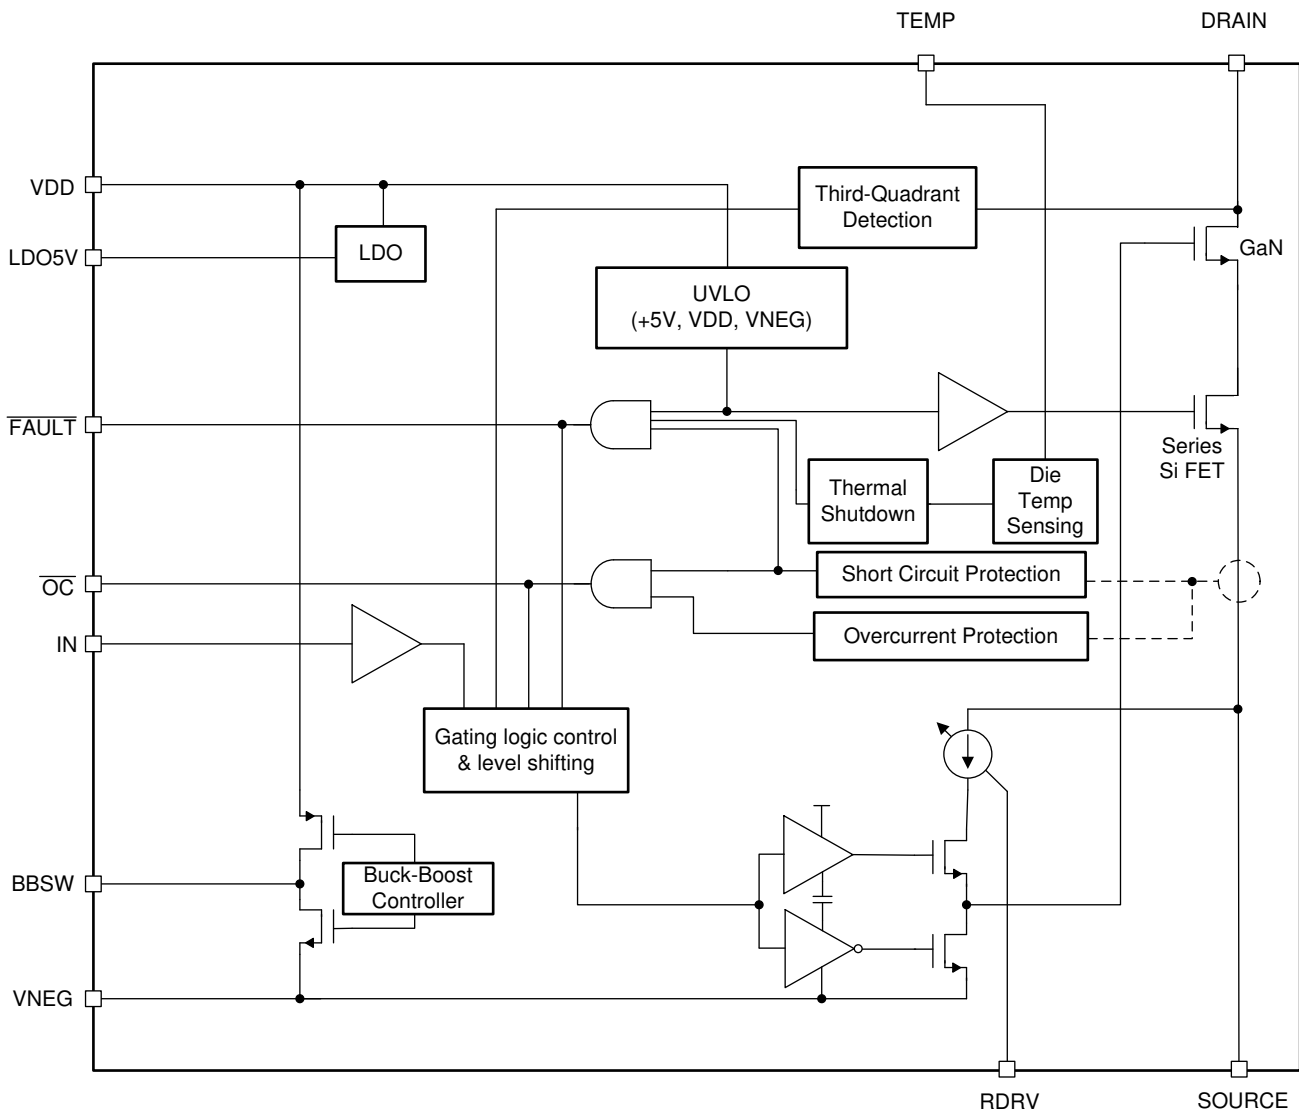 TEMP
DRAIN
VDD
Third-Quadrant
Detection
LDO5V
LDO
GaN
UVLO
(+5V, VDD, VNEG)
FAULT
Series
Si FET
Thermal
Shutdown
Die
Temp
Sensing
OC
Short Circuit Protection
IN
Overcurrent Protection
Gating logic control
& level shifting
BBSW
Buck-Boost
Controller
VNEG
RDRV
SOURCE